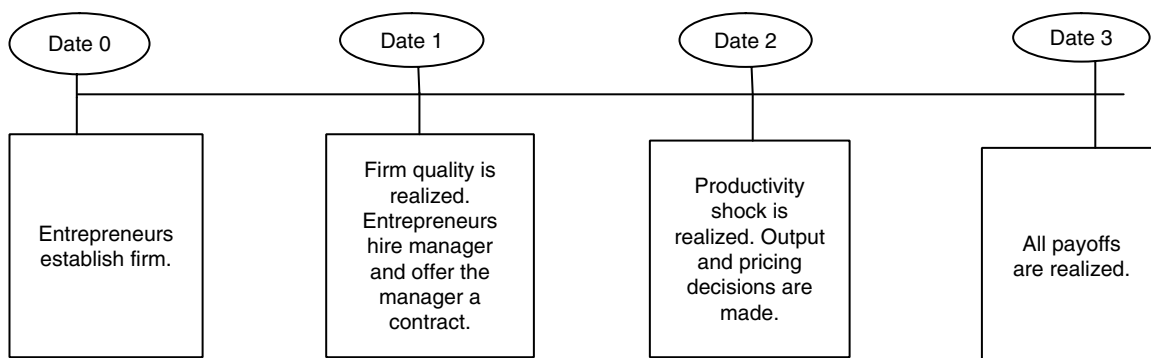 Date 0
Date 1
Date 2
Date 3
Entrepreneurs
establish firm.
Firm quality is
realized.
Entrepreneurs
hire manager
and offer the
manager a
contract.
Productivity
shock is
realized. Output
and pricing
decisions are
made.
All payoffs
are realized.